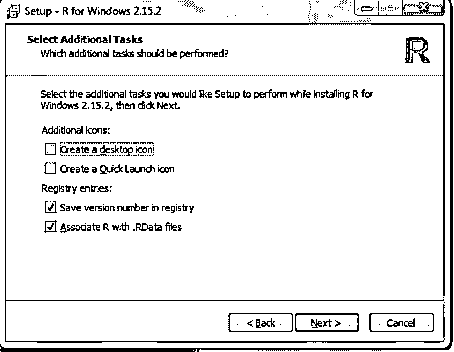 Setup - R for Windows 2.15.2
Select Additional Tasks
Which additional tasks should be performed?
R
Select the additional tasks you would like Setup to perform while installing R for
Windows 2.15.2, then click Next.
Additional icons:
Create a desktop icon
Create a Quick Launch icon
Registry entries:
Save version number in registry
Associate R with .RData files
< Back
Next >
Cancel